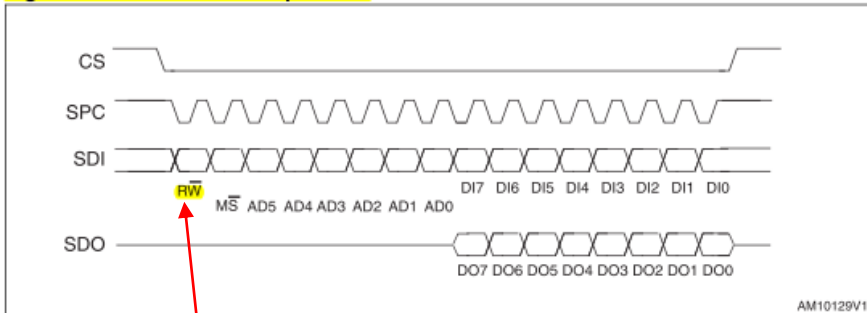 CS
SPC
SDI
RW̅
DI7 DI6 DI5 DI4 DI3 DI2 DI1 DI0
MS̅ AD5 AD4 AD3 AD2 AD1 AD0
SDO
DO7 DO6 DO5 DO4 DO3 DO2 DO1 DO0
AM10129V1